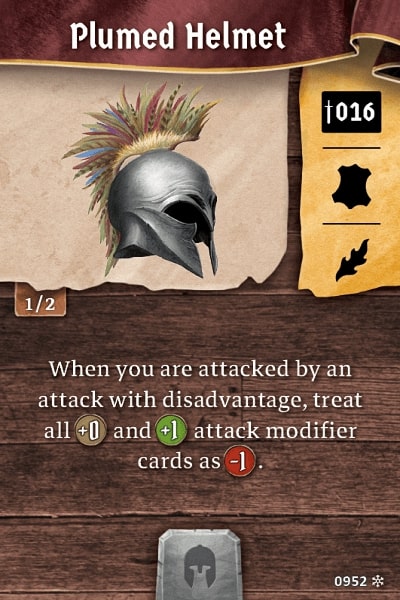 Plumed Helmet
†016
1/2
When you are attacked by an
attack with disadvantage, treat
all +0 and +1 attack modifier
cards as -1.
0952